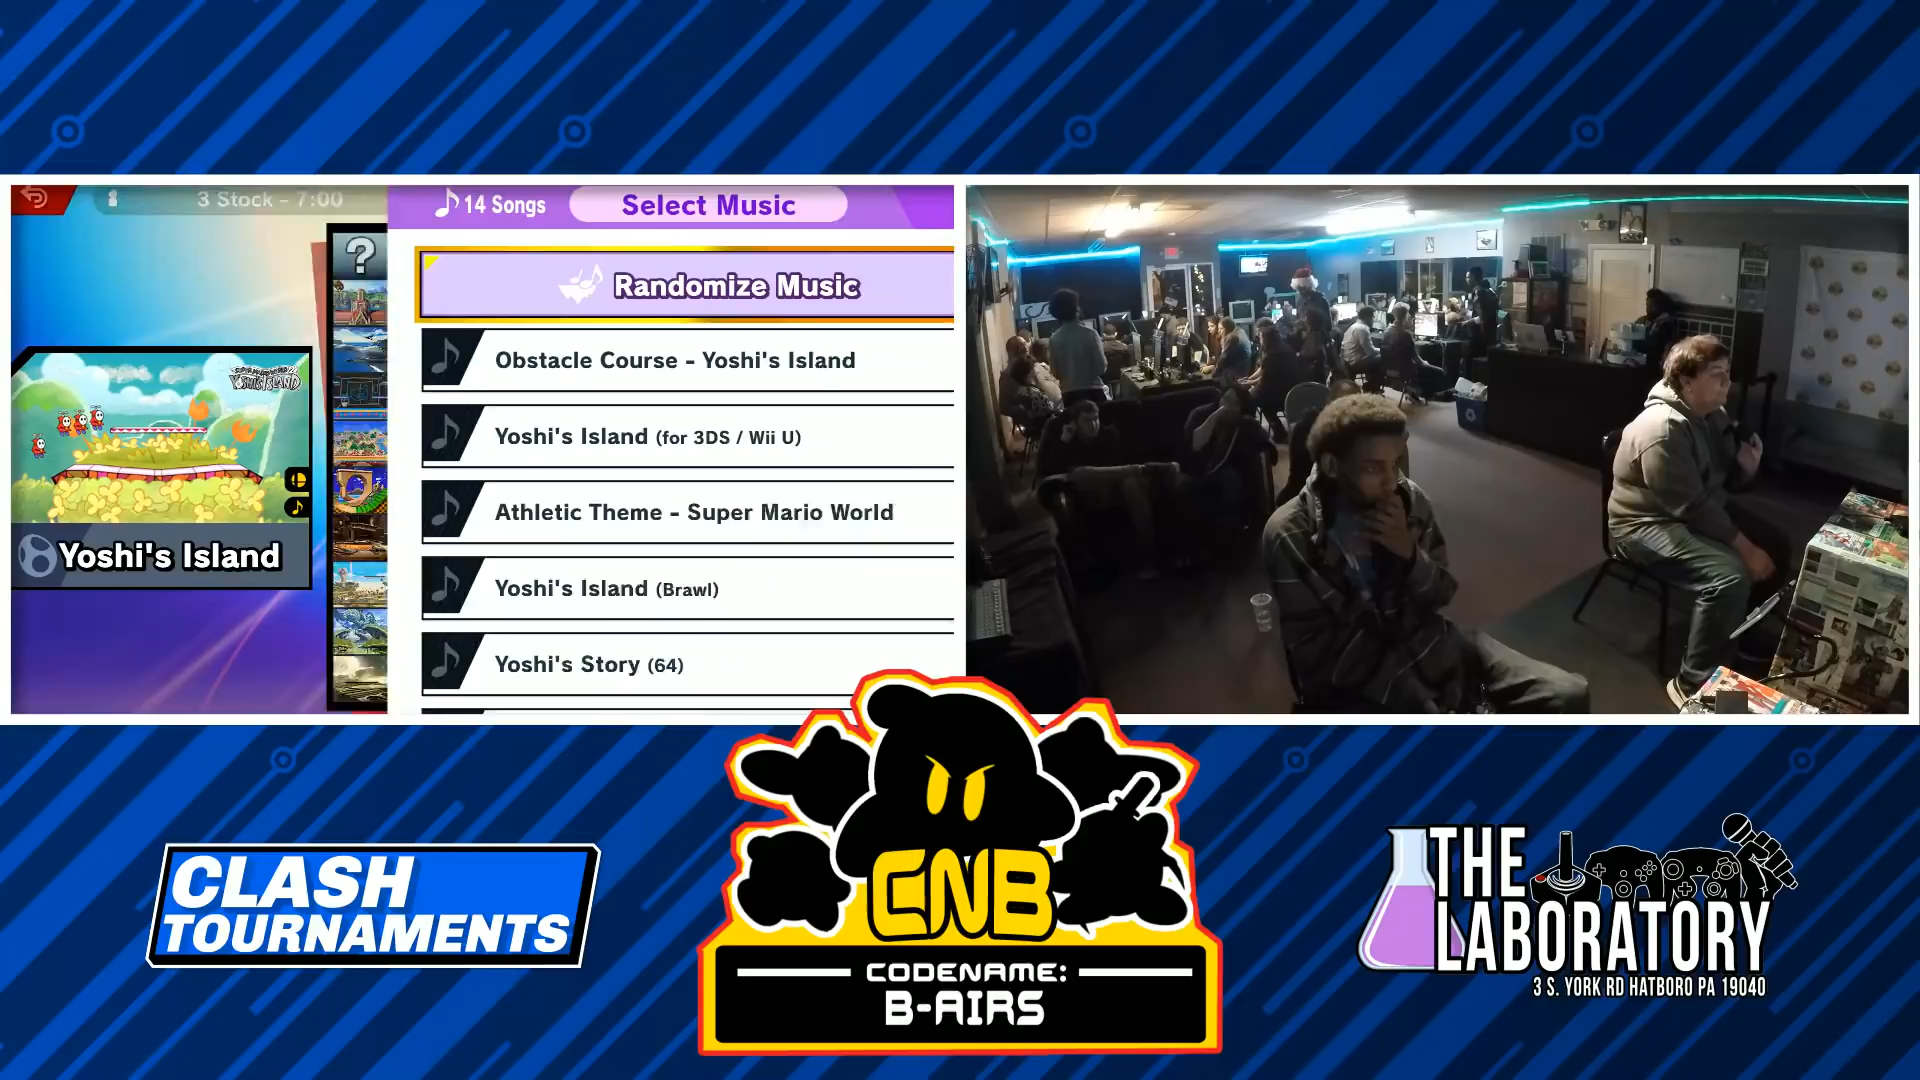 3 Stock - 7:00
14 Songs
Select Music
Randomize Music
Obstacle Course - Yoshi's Island
Yoshi's Island (for 3DS / Wii U)
Athletic Theme - Super Mario World
Yoshi's Island (Brawl)
Yoshi's Story (64)
?
YOSHI'S ISLAND
Yoshi's Island
CLASH
TOURNAMENTS
CNB
CODENAME:
B-AIRS
THE
LABORATORY
3 S. YORK RD HATBORO PA 19040